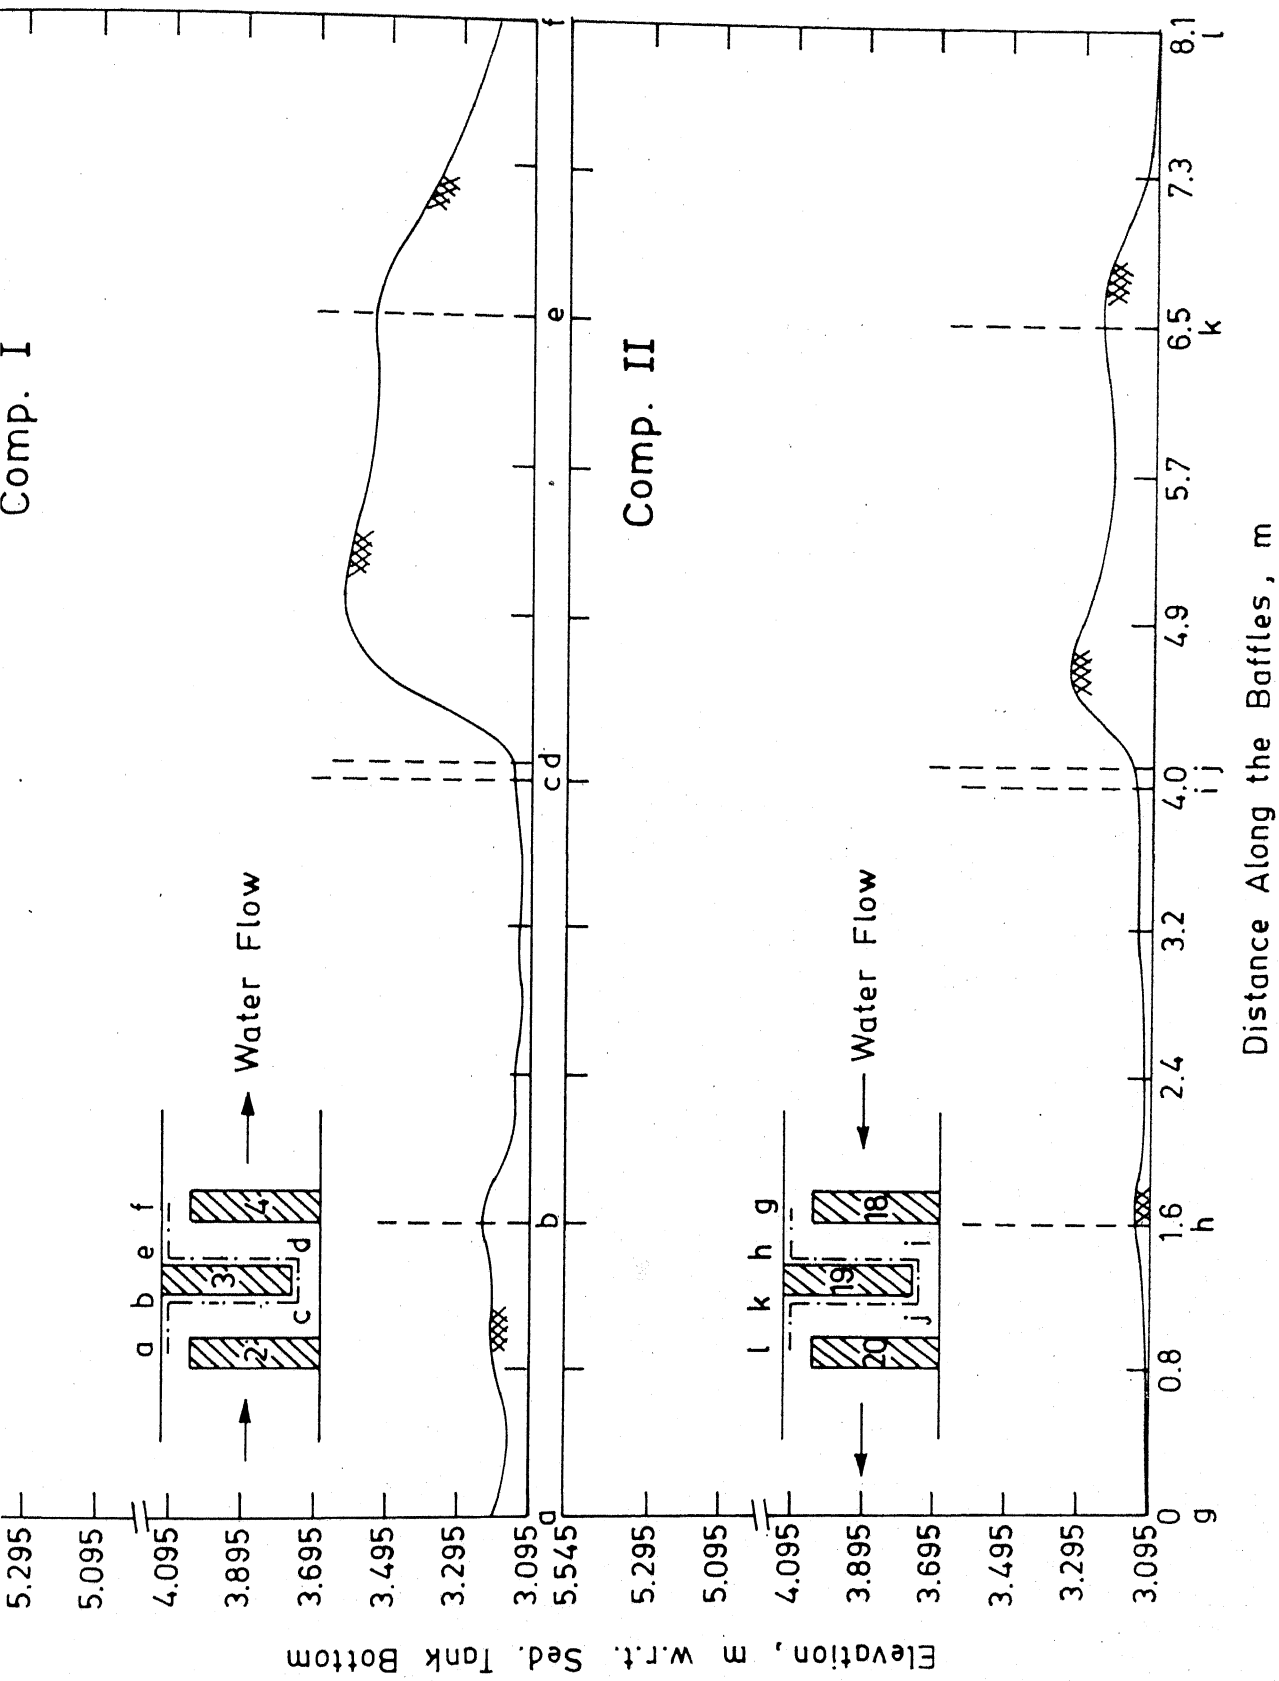 Comp. I
5.295
5.095
4.095
3.895
3.695
3.495
3.295
3.095
a b e f
2 3 4
c d
Water Flow
a b c d e f
Comp. II
5.545
5.295
5.095
4.095
3.895
3.695
3.495
3.295
3.095
l k h g
20 19 18
j i
Water Flow
0 0.8 1.6 2.4 3.2 4.0 4.9 5.7 6.5 7.3 8.1
g h i j k l
Distance Along the Baffles, m
Elevation, m w.r.t. Sed. Tank Bottom